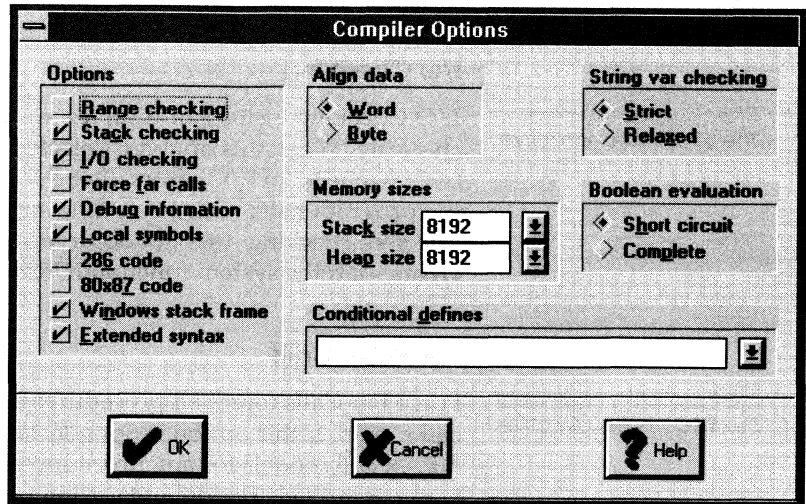 Compiler Options
Options
Range checking
Stack checking
I/O checking
Force far calls
Debug information
Local symbols
286 code
80x87 code
Windows stack frame
Extended syntax
Align data
Word
Byte
String var checking
Strict
Relaxed
Memory sizes
Stack size 8192
Heap size 8192
Boolean evaluation
Short circuit
Complete
Conditional defines
OK
Cancel
Help